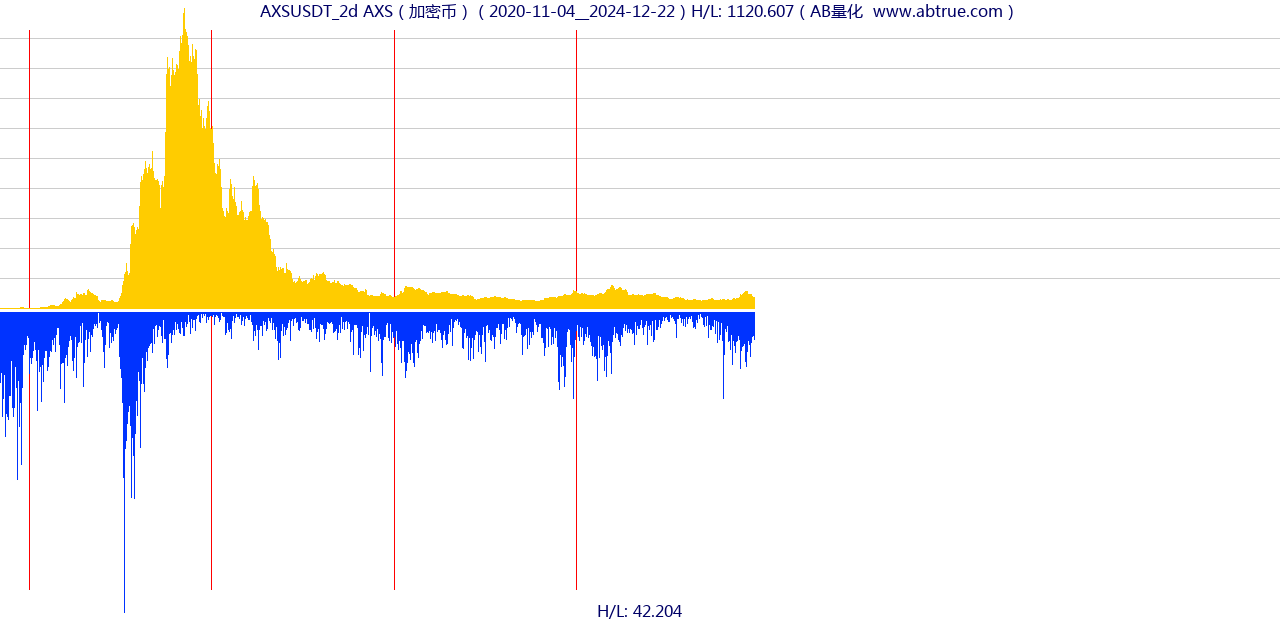 AXSUSDT_2d AXS ( 加密币 ) ( 2020-11-04__2024-12-22 ) H/L: 1120.607 ( AB量化  www.abtrue.com )
H/L: 42.204